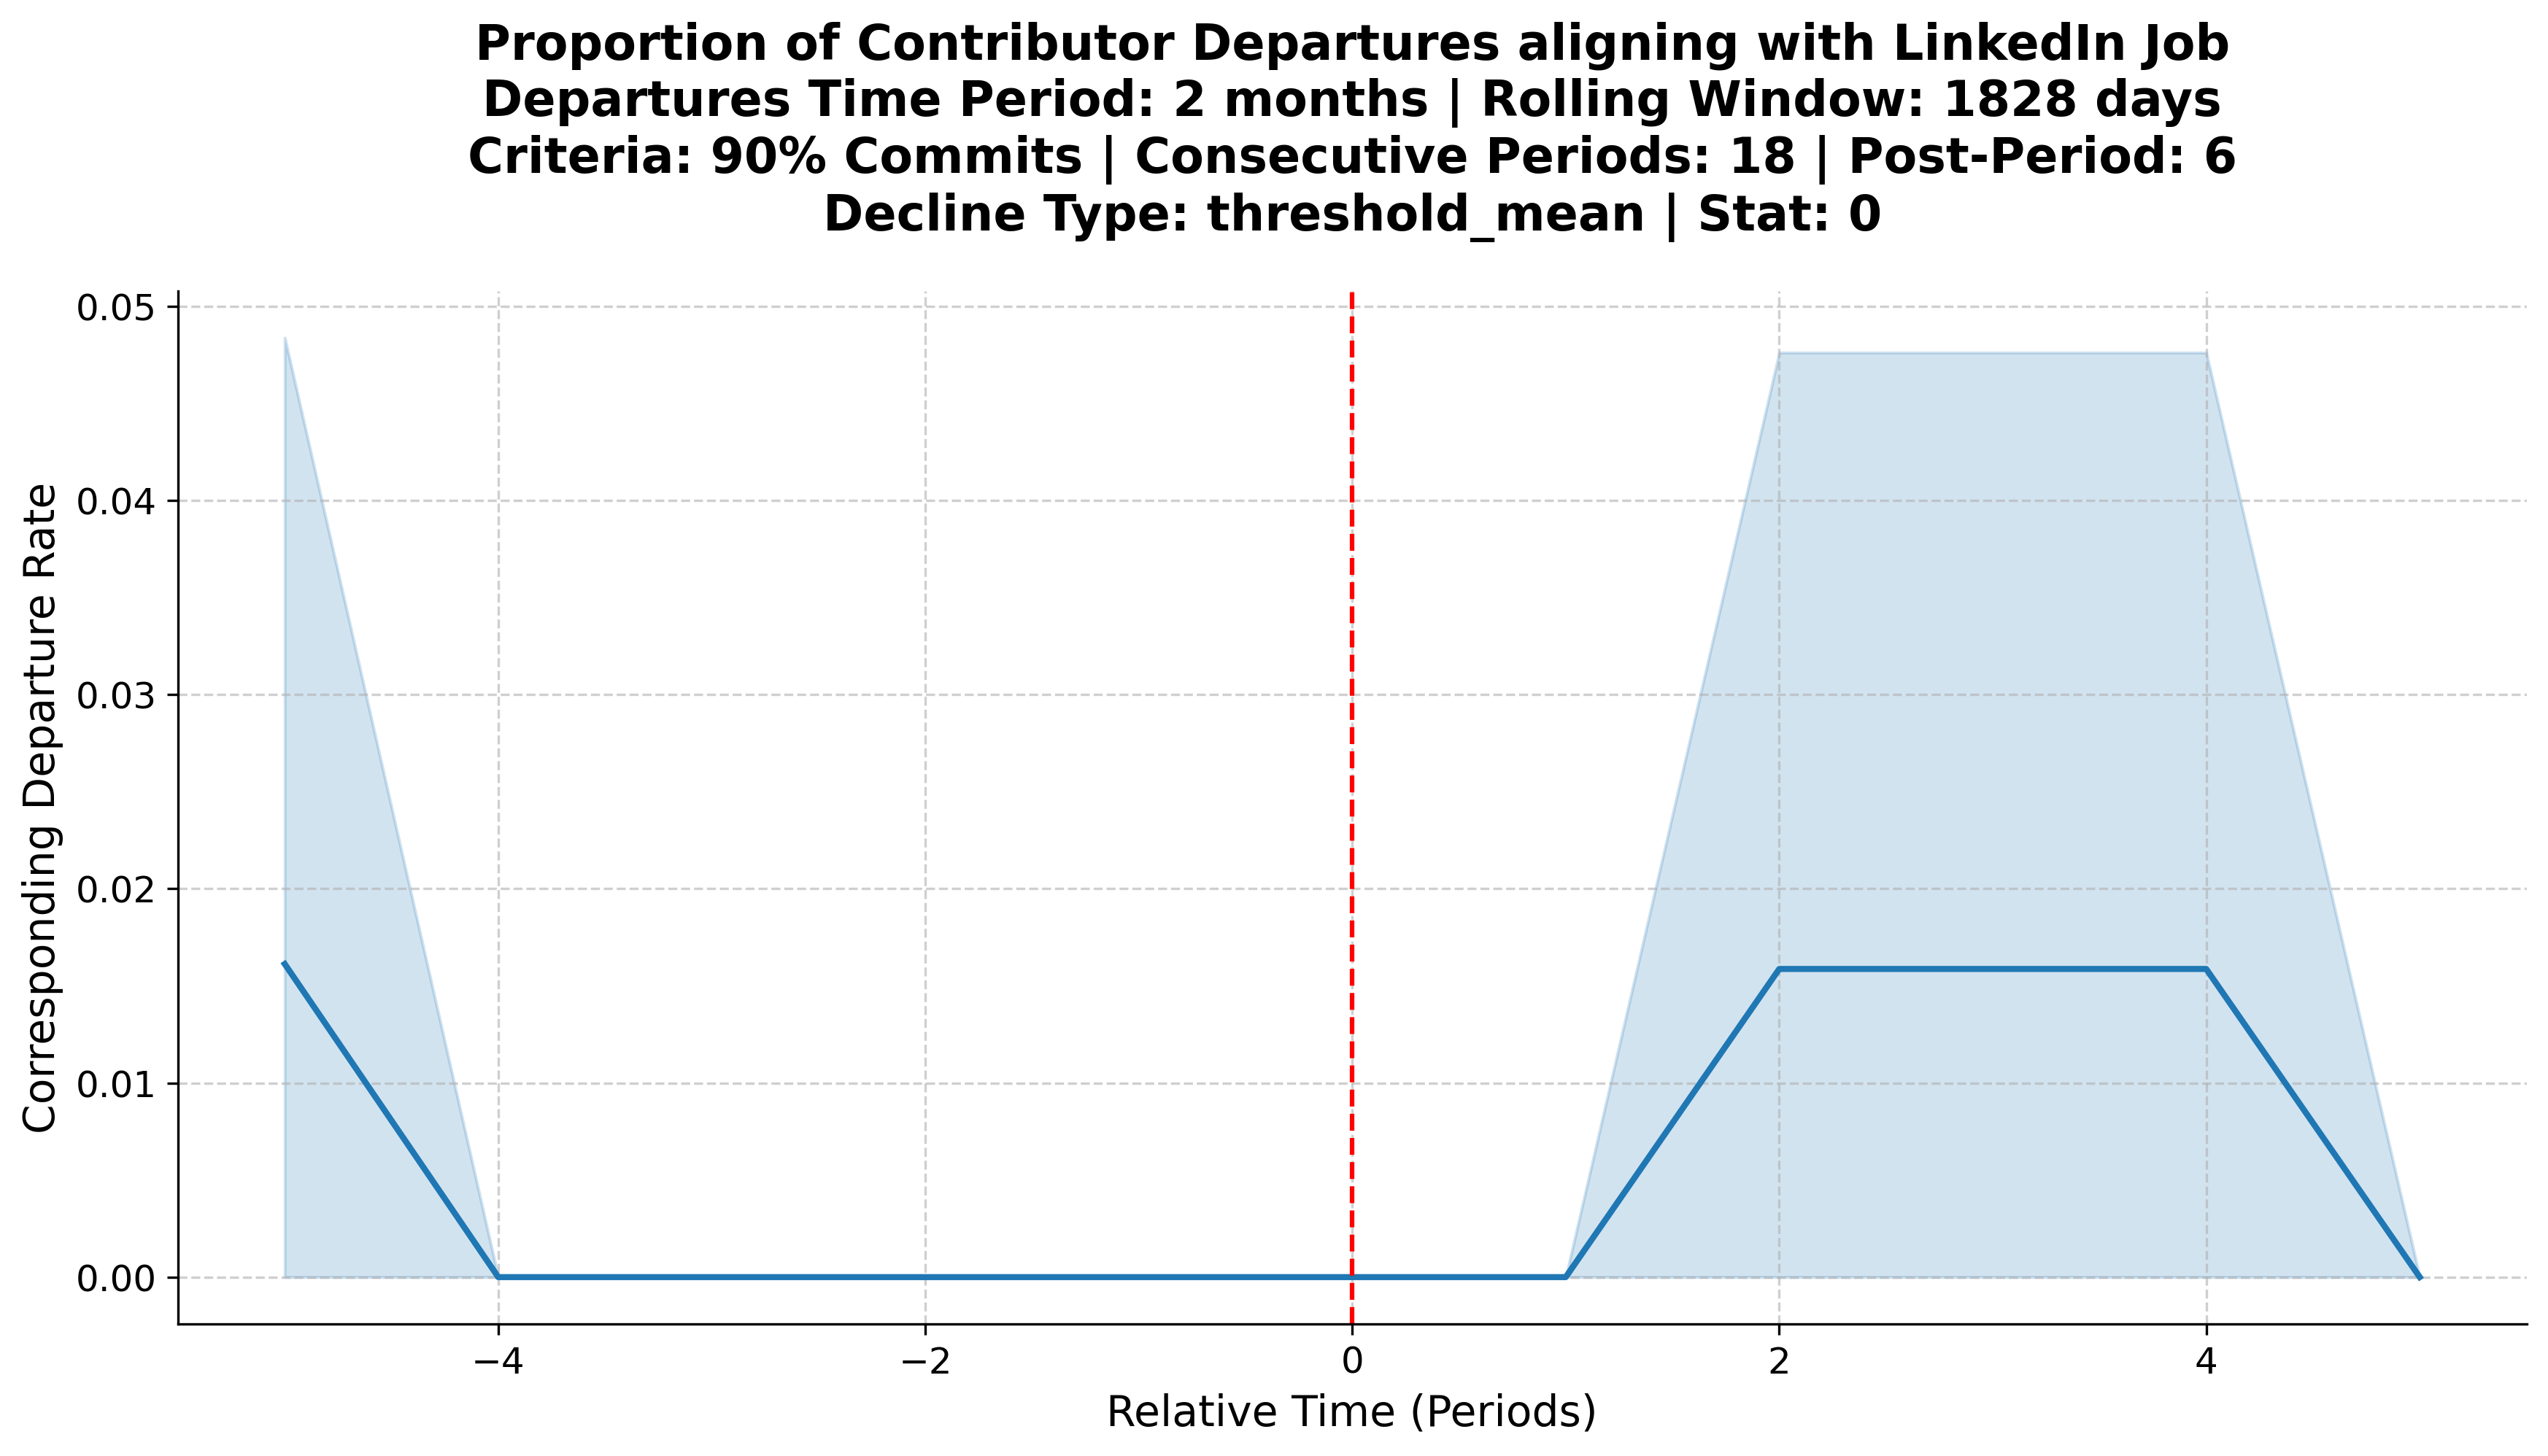 Proportion of Contributor Departures aligning with LinkedIn Job
Departures Time Period: 2 months | Rolling Window: 1828 days
Criteria: 90% Commits | Consecutive Periods: 18 | Post-Period: 6
Decline Type: threshold_mean | Stat: 0
Corresponding Departure Rate
0.05
0.04
0.03
0.02
0.01
0.00
−4
−2
0
2
4
Relative Time (Periods)